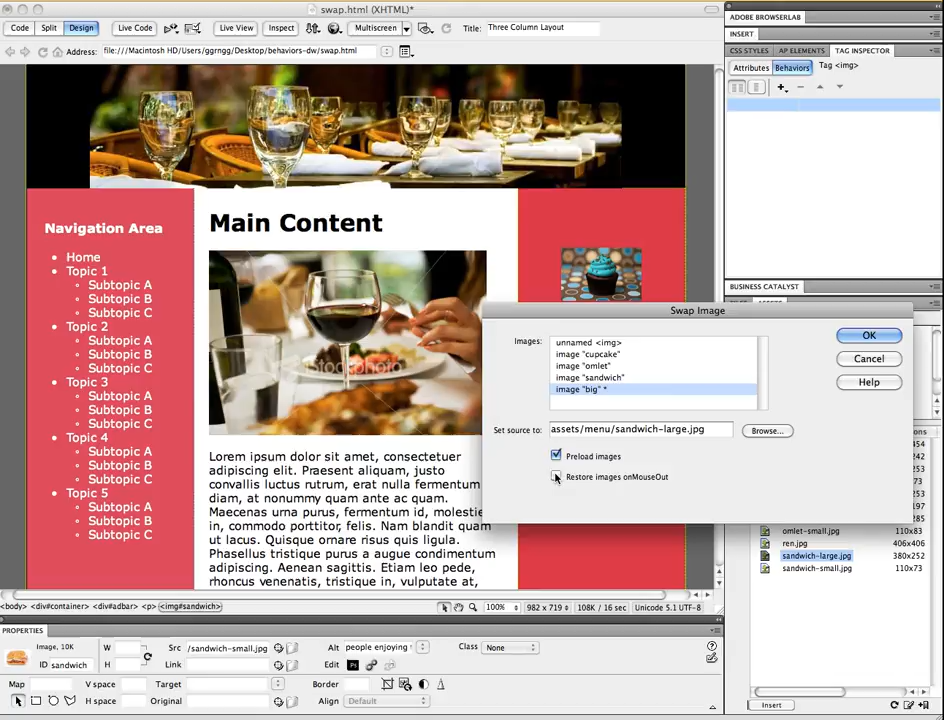 swap.html (XHTML)*
Code Split Design Live Code Live View Inspect Multiscreen Title: Three Column Layout
Address: file:///Macintosh HD/Users/ggrngg/Desktop/behaviors-dw/swap.html
Navigation Area
Home
Topic 1
Subtopic A
Subtopic B
Subtopic C
Topic 2
Subtopic A
Subtopic B
Subtopic C
Topic 3
Subtopic A
Subtopic B
Subtopic C
Topic 4
Subtopic A
Subtopic B
Subtopic C
Topic 5
Subtopic A
Subtopic B
Subtopic C
Main Content
iStockphoto
Lorem ipsum dolor sit amet, consectetuer
adipiscing elit. Praesent aliquam, justo
convallis luctus rutrum, erat nulla fermentum
diam, at nonummy quam ante ac quam.
Maecenas urna purus, fermentum id, molestie
in, commodo porttitor, felis. Nam blandit quam
ut lacus. Quisque ornare risus quis ligula.
Phasellus tristique purus a augue condimentum
adipiscing. Aenean sagittis. Etiam leo pede,
rhoncus venenatis, tristique in, vulputate at,
ADOBE BROWSERLAB
INSERT
CSS STYLES AP ELEMENTS TAG INSPECTOR
Attributes Behaviors Tag <img>
BUSINESS CATALYST
Swap Image
Images: unnamed <img>
image "cupcake"
image "omlet"
image "sandwich"
image "big" *
OK
Cancel
Help
Set source to: assets/menu/sandwich-large.jpg Browse...
Preload images
Restore images onMouseOut
omlet-small.jpg 110x83
ren.jpg 406x406
sandwich-large.jpg 380x252
sandwich-small.jpg 110x73
Insert
<body> <div#container> <div#adbar> <p> <img#sandwich> 100% 982 x 719 108K / 16 sec Unicode 5.1 UTF-8
PROPERTIES
Image, 10K W Src /sandwich-small.jpg Alt people enjoying Class None
ID sandwich H Link Edit Ps
Map V space Target Border
H space Original Align Default